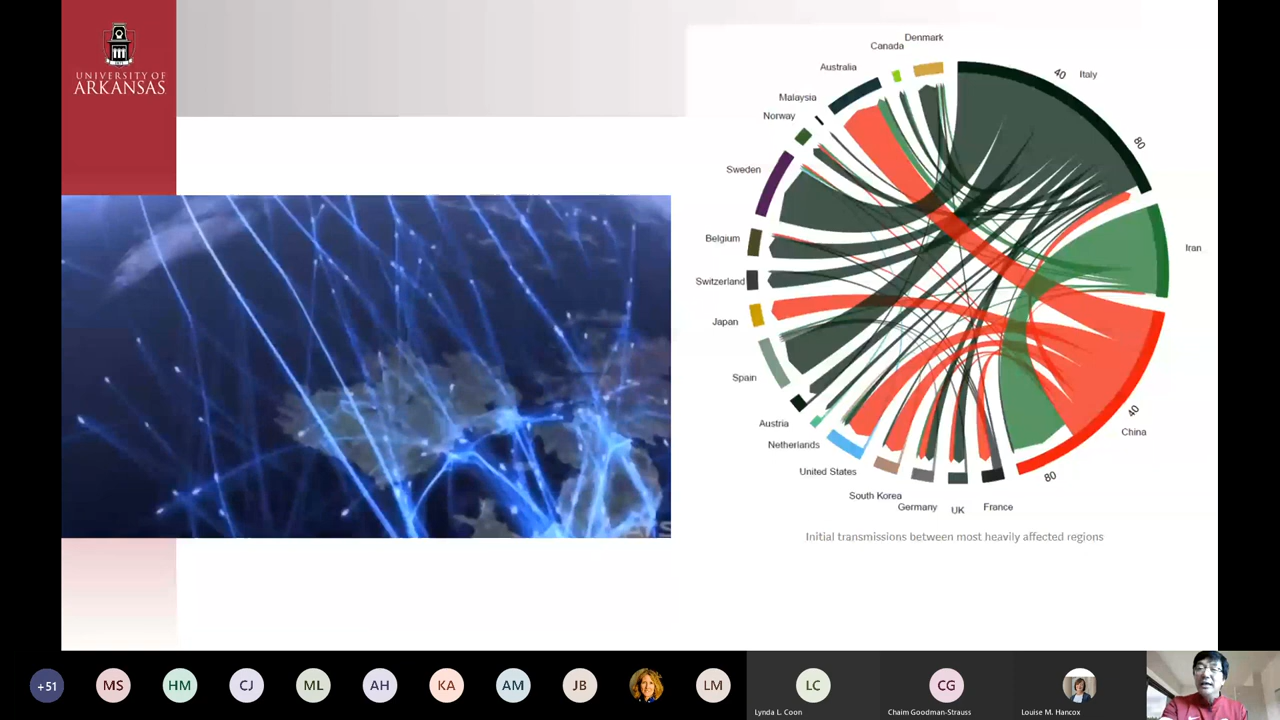 UNIVERSITY OF
ARKANSAS
Denmark
Canada
Australia
Malaysia
Norway
Sweden
Belgium
Switzerland
Japan
Spain
Austria
Netherlands
United States
South Korea
Germany
UK
France
40
Italy
80
Iran
40
China
80
Initial transmissions between most heavily affected regions
+51
MS
HM
CJ
ML
AH
KA
AM
JB
LM
LC
Lynda L. Coon
CG
Chaim Goodman-Strauss
Louise M. Hancox